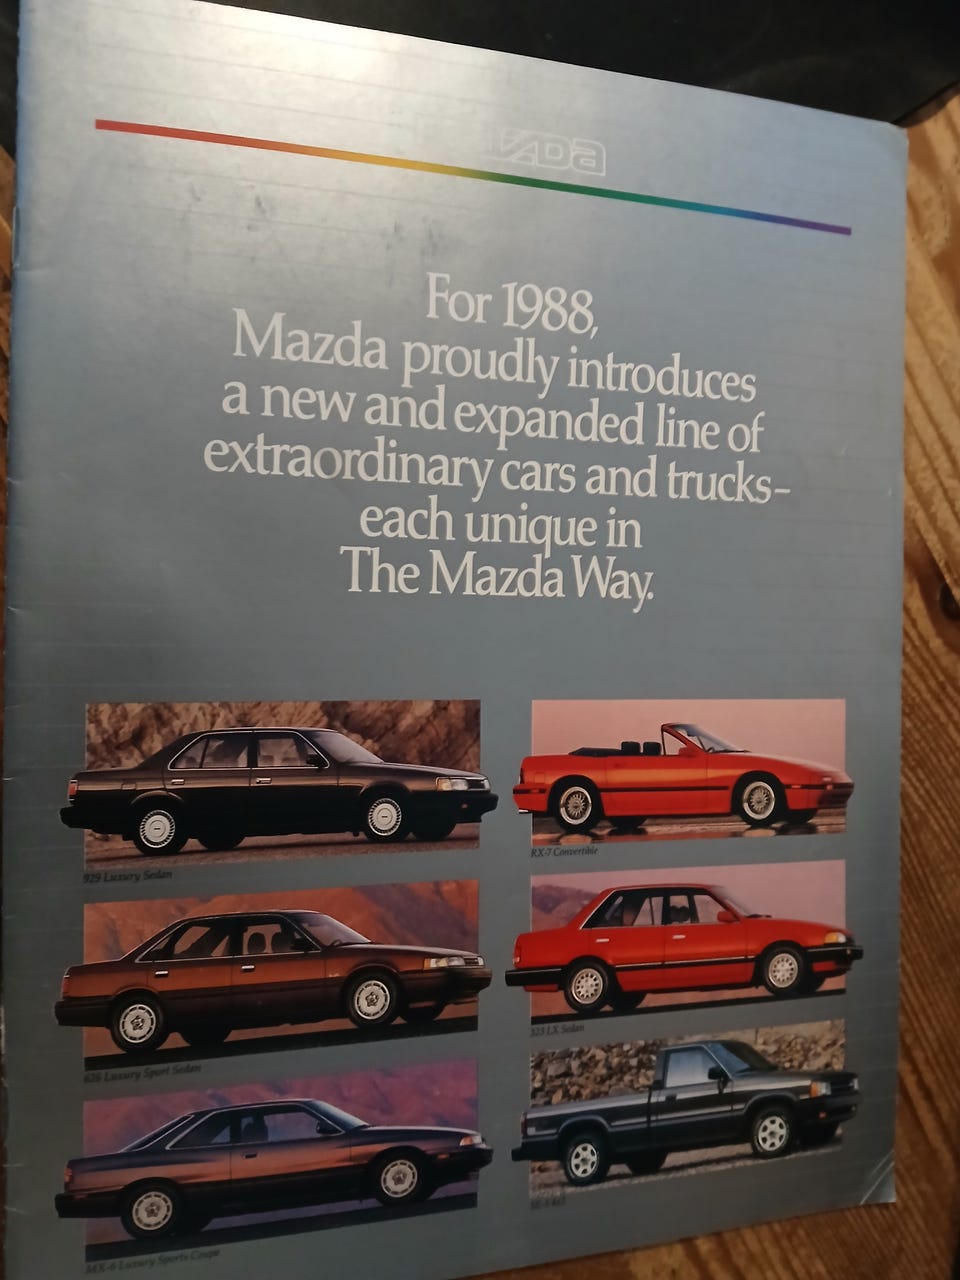 For 1988,
Mazda proudly introduces
a new and expanded line of
extraordinary cars and trucks–
each unique in
The Mazda Way.
929 Luxury Sedan
RX-7 Convertible
626 Luxury Sport Sedan
323 LX Sedan
MX-6 Luxury Sports Coupe